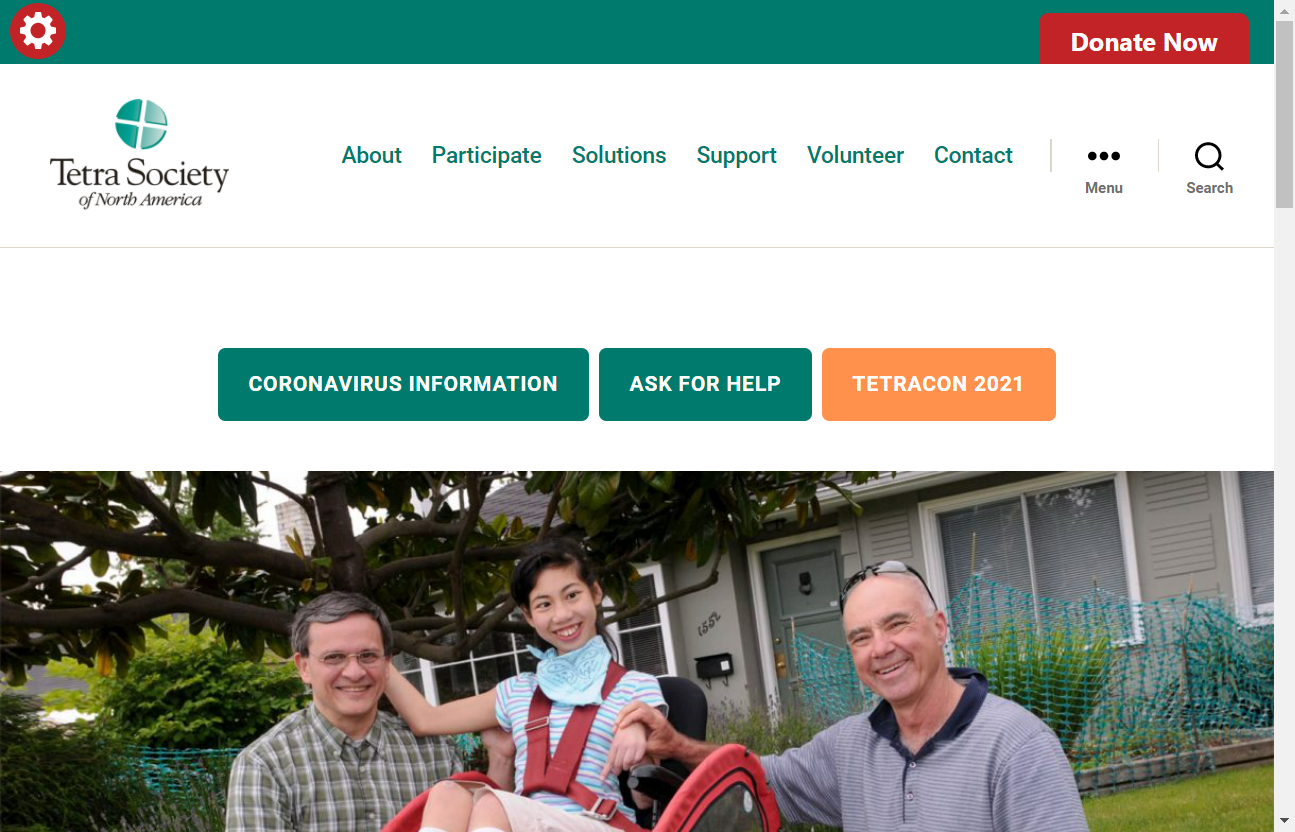 Donate Now
Tetra Society
of North America
About Participate Solutions Support Volunteer Contact
Menu
Search
CORONAVIRUS INFORMATION
ASK FOR HELP
TETRACON 2021
1552